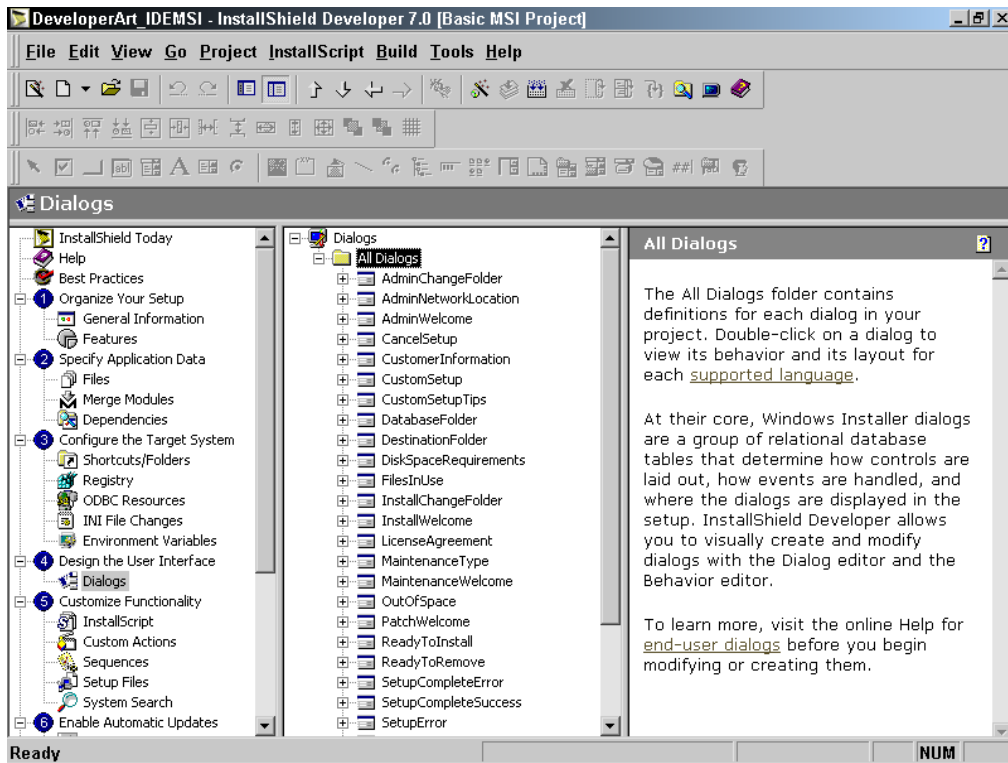 DeveloperArt_IDEMSI - InstallShield Developer 7.0 [Basic MSI Project]
File Edit View Go Project InstallScript Build Tools Help
Dialogs
InstallShield Today
Help
Best Practices
1 Organize Your Setup
General Information
Features
2 Specify Application Data
Files
Merge Modules
Dependencies
3 Configure the Target System
Shortcuts/Folders
Registry
ODBC Resources
INI File Changes
Environment Variables
4 Design the User Interface
Dialogs
5 Customize Functionality
InstallScript
Custom Actions
Sequences
Setup Files
System Search
6 Enable Automatic Updates
Dialogs
All Dialogs
AdminChangeFolder
AdminNetworkLocation
AdminWelcome
CancelSetup
CustomerInformation
CustomSetup
CustomSetupTips
DatabaseFolder
DestinationFolder
DiskSpaceRequirements
FilesInUse
InstallChangeFolder
InstallWelcome
LicenseAgreement
MaintenanceType
MaintenanceWelcome
OutOfSpace
PatchWelcome
ReadyToInstall
ReadyToRemove
SetupCompleteError
SetupCompleteSuccess
SetupError
All Dialogs
The All Dialogs folder contains
definitions for each dialog in your
project. Double-click on a dialog to
view its behavior and its layout for
each supported language.
At their core, Windows Installer dialogs
are a group of relational database
tables that determine how controls are
laid out, how events are handled, and
where the dialogs are displayed in the
setup. InstallShield Developer allows
you to visually create and modify
dialogs with the Dialog editor and the
Behavior editor.
To learn more, visit the online Help for
end-user dialogs before you begin
modifying or creating them.
Ready
NUM